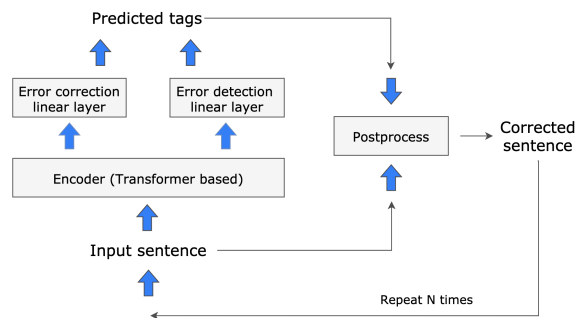 Predicted tags
Error correction
linear layer
Error detection
linear layer
Postprocess
Corrected
sentence
Encoder (Transformer based)
Input sentence
Repeat N times